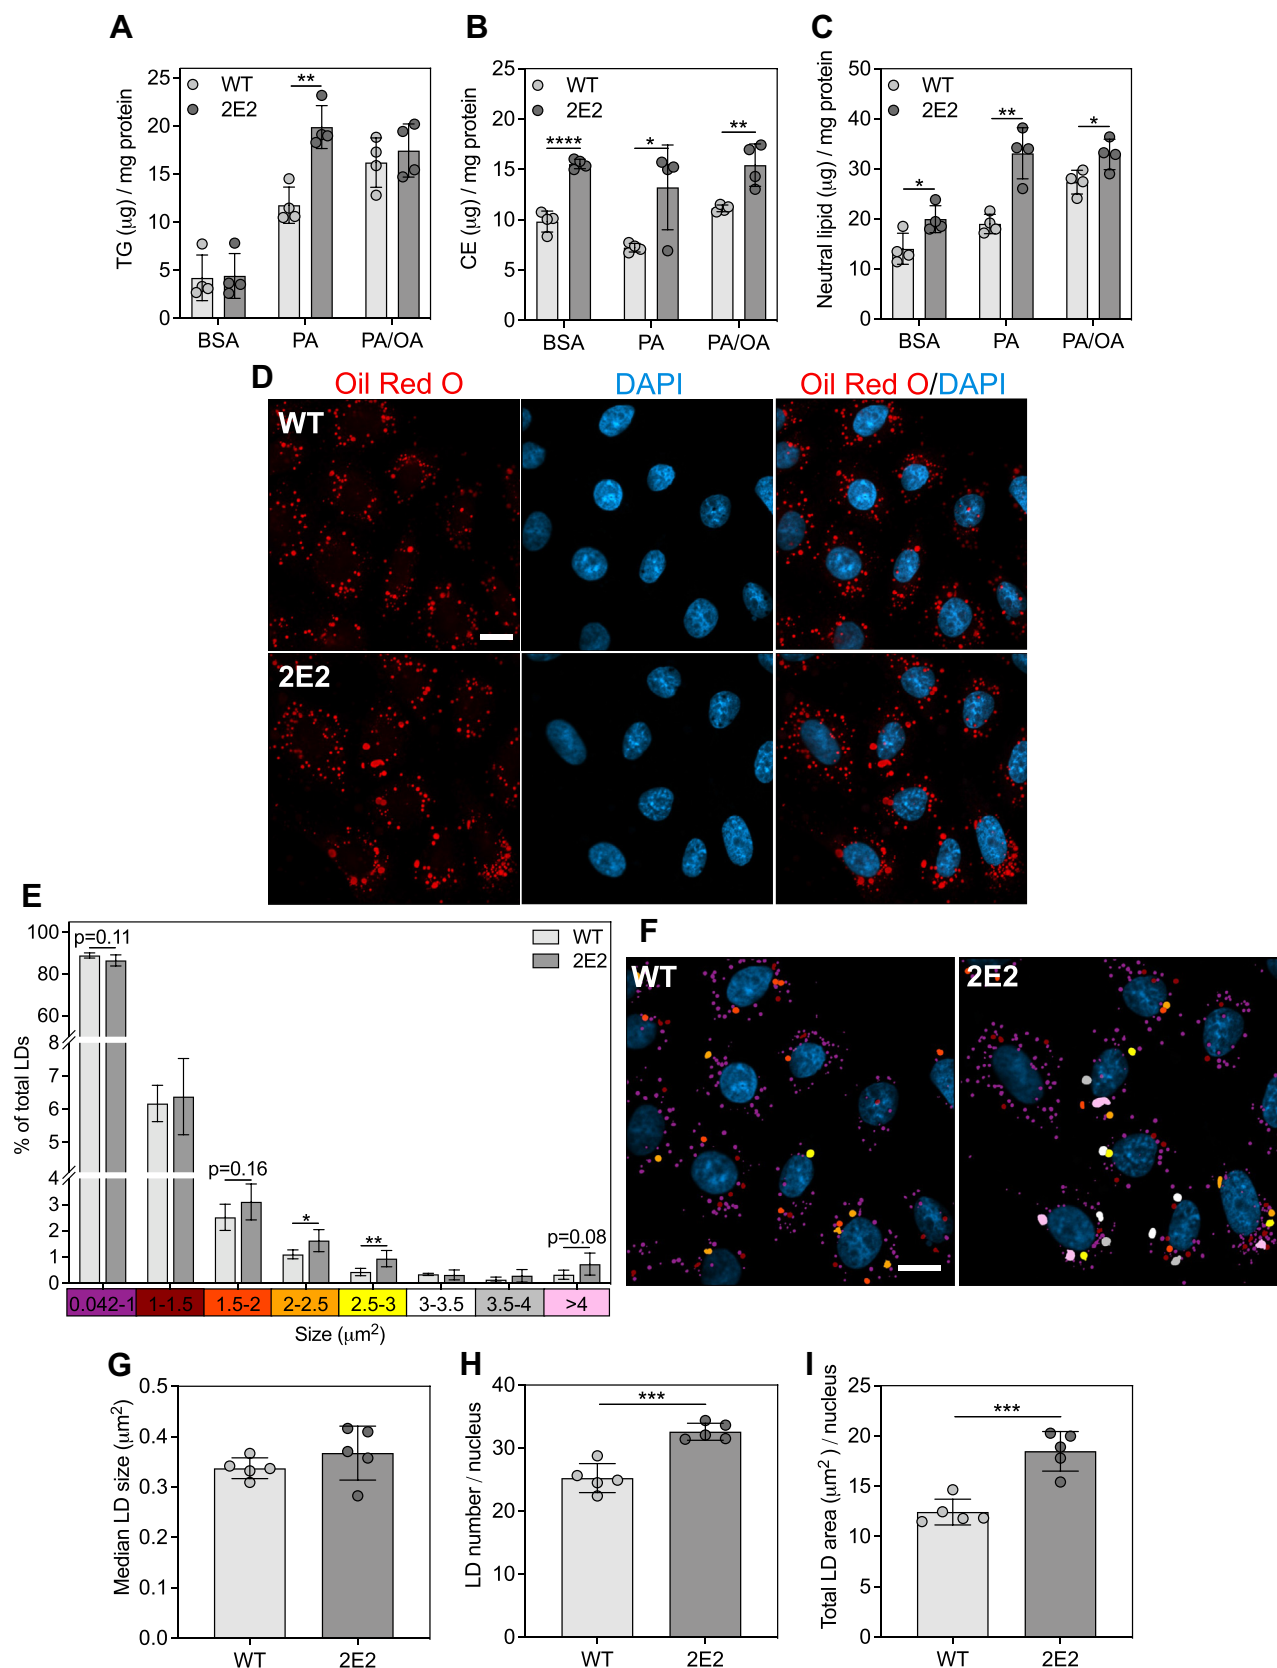 A
TG (µg) / mg protein
25
20
15
10
5
0
WT
2E2
**
BSA
PA
PA/OA
B
CE (µg) / mg protein
25
20
15
10
5
0
WT
2E2
****
*
**
BSA
PA
PA/OA
C
Neutral lipid (µg) / mg protein
50
40
30
20
10
0
WT
2E2
*
**
*
BSA
PA
PA/OA
D
Oil Red O
DAPI
Oil Red O/DAPI
WT
2E2
E
% of total LDs
100
80
60
8
7
6
5
4
4
3
2
1
0
WT
2E2
p=0.11
p=0.16
*
**
p=0.08
0.042-1
1-1.5
1.5-2
2-2.5
2.5-3
3-3.5
3.5-4
>4
Size (µm²)
F
WT
2E2
G
Median LD size (µm²)
0.5
0.4
0.3
0.2
0.1
0.0
WT
2E2
H
LD number / nucleus
40
30
20
10
0
***
WT
2E2
I
Total LD area (µm²) / nucleus
25
20
15
10
5
0
***
WT
2E2